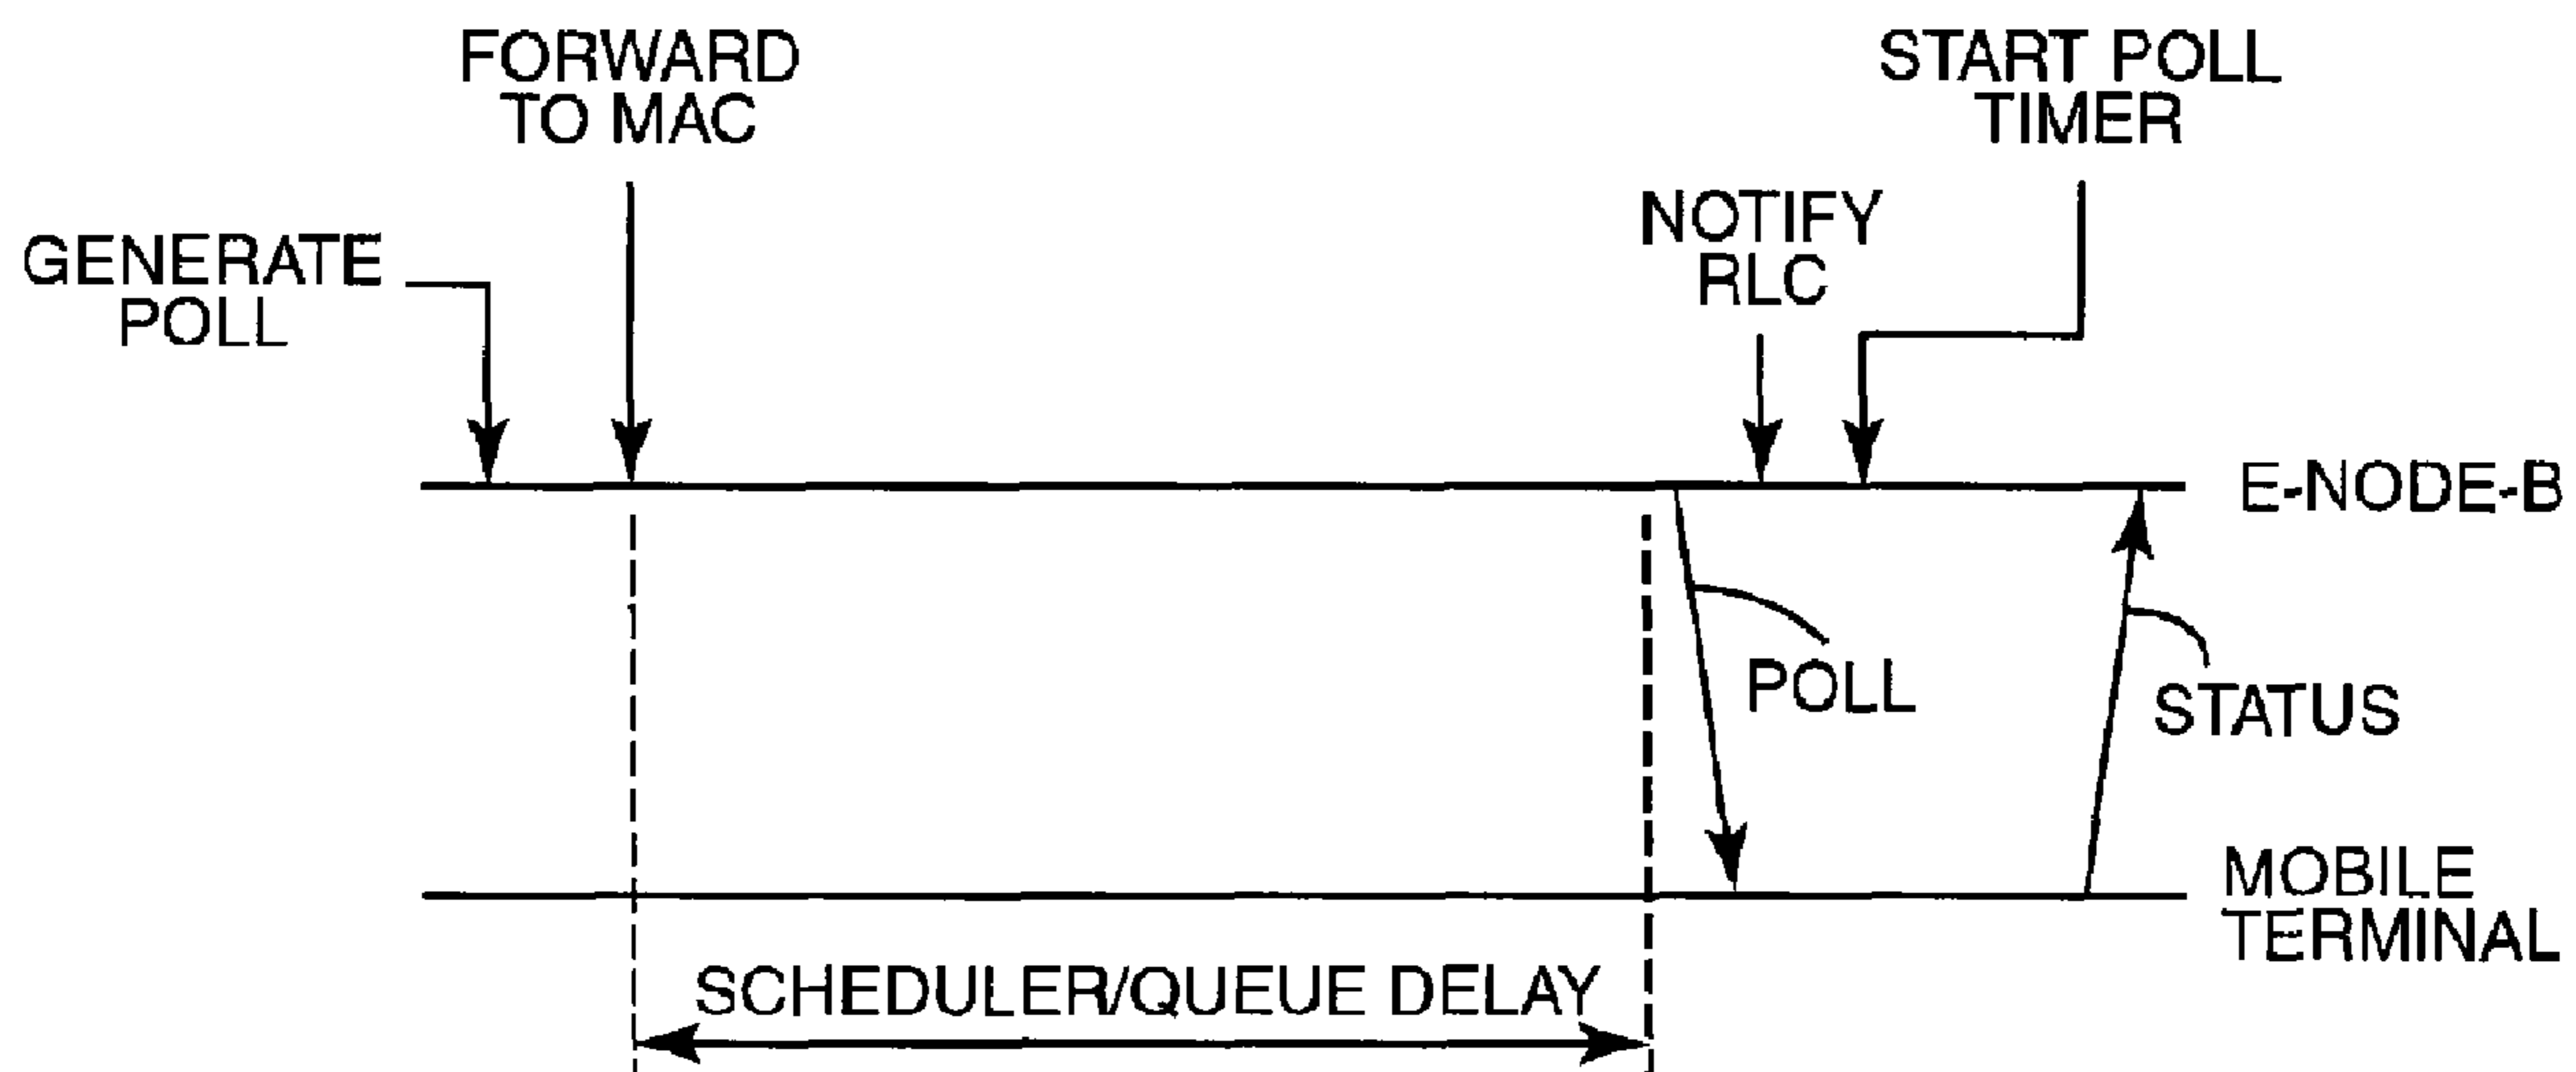 FORWARD
TO MAC
START POLL
TIMER
GENERATE
POLL
NOTIFY
RLC
E-NODE-B
POLL
STATUS
MOBILE
TERMINAL
SCHEDULER/QUEUE DELAY